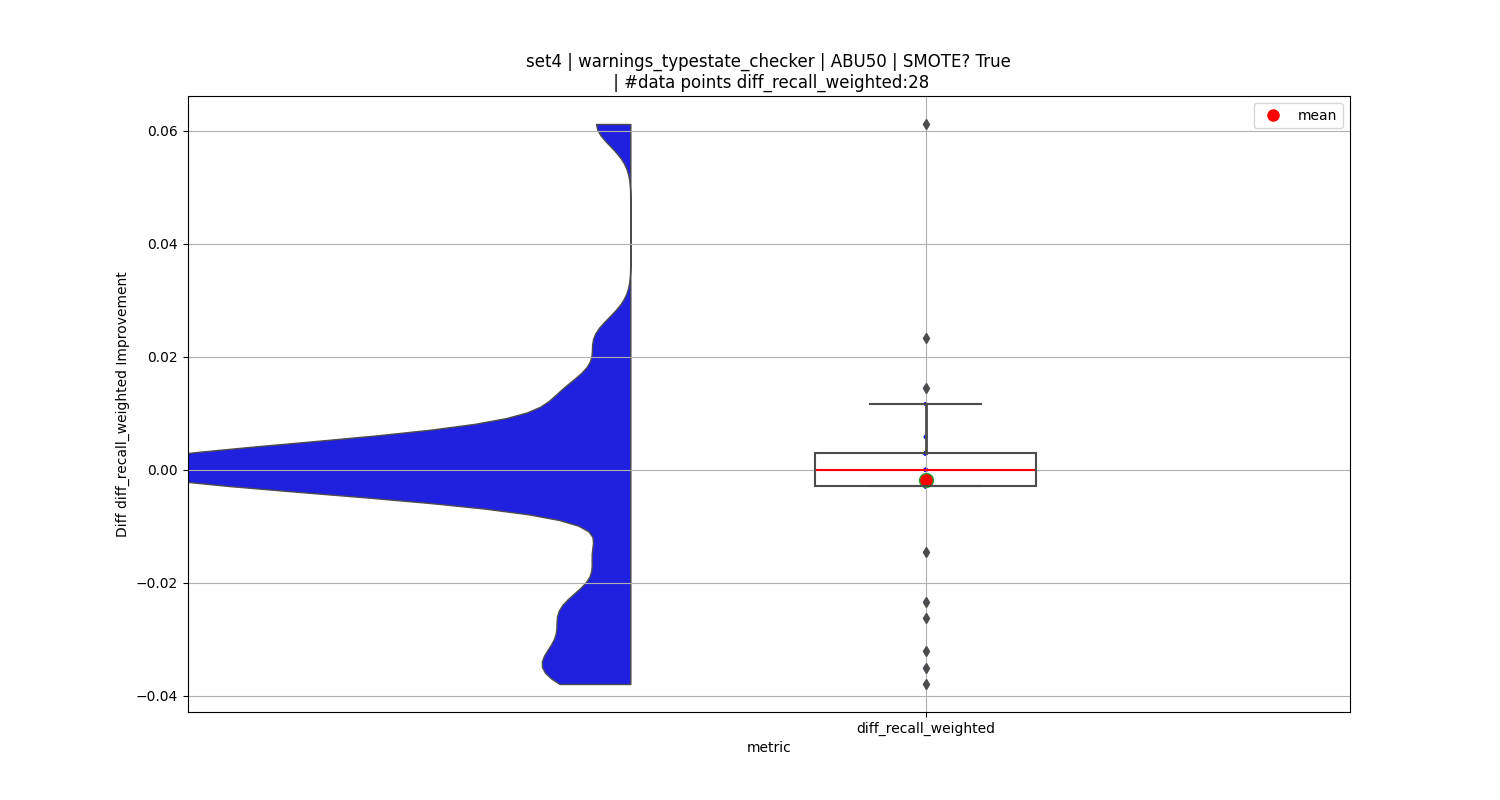 set4 | warnings_typestate_checker | ABU50 | SMOTE? True
| #data points diff_recall_weighted:28
mean
0.06
0.04
0.02
0.00
−0.02
−0.04
Diff diff_recall_weighted Improvement
diff_recall_weighted
metric